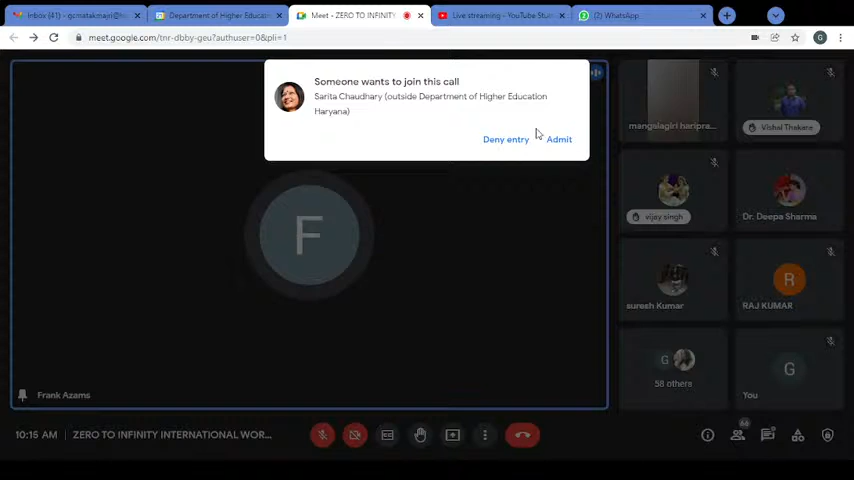 Inbox (41) - gcmatakmajri@h
Department of Higher Educatio
Meet - ZERO TO INFINITY
Live streaming - YouTube Stud
(2) WhatsApp
meet.google.com/tnr-dbby-geu?authuser=0&pli=1
G
Someone wants to join this call
Sarita Chaudhary (outside Department of Higher Education
Haryana)
Deny entry
Admit
F
Frank Azams
mangalagiri haripra...
Vishal Thakare
vijay singh
Dr. Deepa Sharma
suresh Kumar
R
RAJ KUMAR
G
58 others
G
You
10:15 AM | ZERO TO INFINITY INTERNATIONAL WOR...